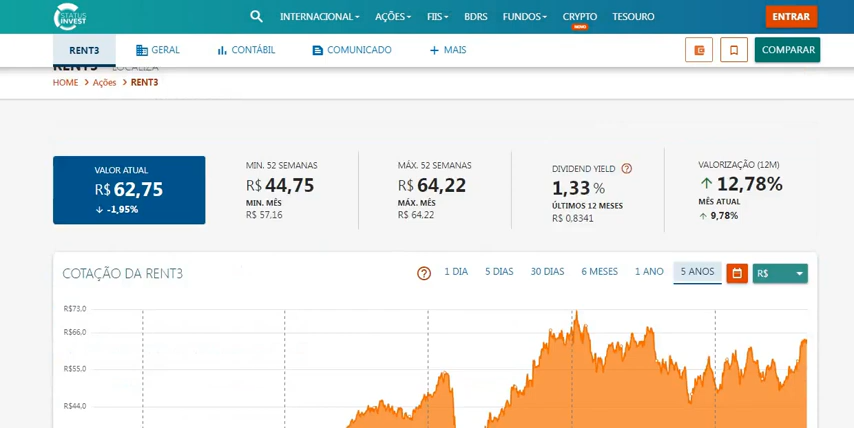 STATUS INVEST
INTERNACIONAL AÇÕES FIIS BDRS FUNDOS CRYPTO TESOURO ENTRAR
NOVO
RENT3 GERAL CONTÁBIL COMUNICADO MAIS COMPARAR
RENT3 - LOCALIZA
HOME > Ações > RENT3
VALOR ATUAL
R$ 62,75
-1,95%
MIN. 52 SEMANAS
R$ 44,75
MIN. MÊS
R$ 57,16
MÁX. 52 SEMANAS
R$ 64,22
MÁX. MÊS
R$ 64,22
DIVIDEND YIELD ?
1,33 %
ÚLTIMOS 12 MESES
R$ 0,8341
VALORIZAÇÃO (12M)
12,78%
MÊS ATUAL
9,78%
COTAÇÃO DA RENT3 ? 1 DIA 5 DIAS 30 DIAS 6 MESES 1 ANO 5 ANOS R$
R$73.0
R$66.0
R$55.0
R$44.0